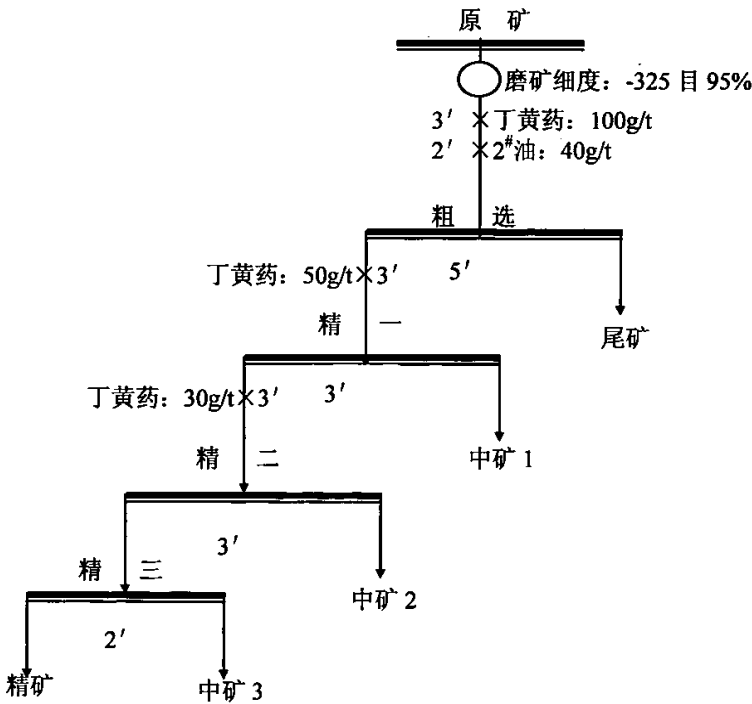 原 矿
磨矿细度：-325 目 95%
3′ 丁黄药：100g/t
2′ 2#油：40g/t
粗 选
丁黄药：50g/t 3′ 5′
精 一
尾矿
丁黄药：30g/t 3′ 3′
精 二
中矿 1
3′
精 三
中矿 2
2′
精矿
中矿 3